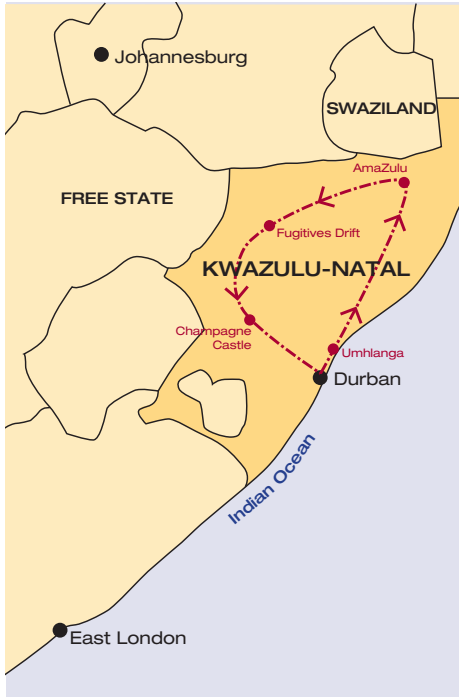 Johannesburg
SWAZILAND
AmaZulu
FREE STATE
Fugitives Drift
KWAZULU-NATAL
Champagne
Castle
Umhlanga
Durban
Indian Ocean
East London